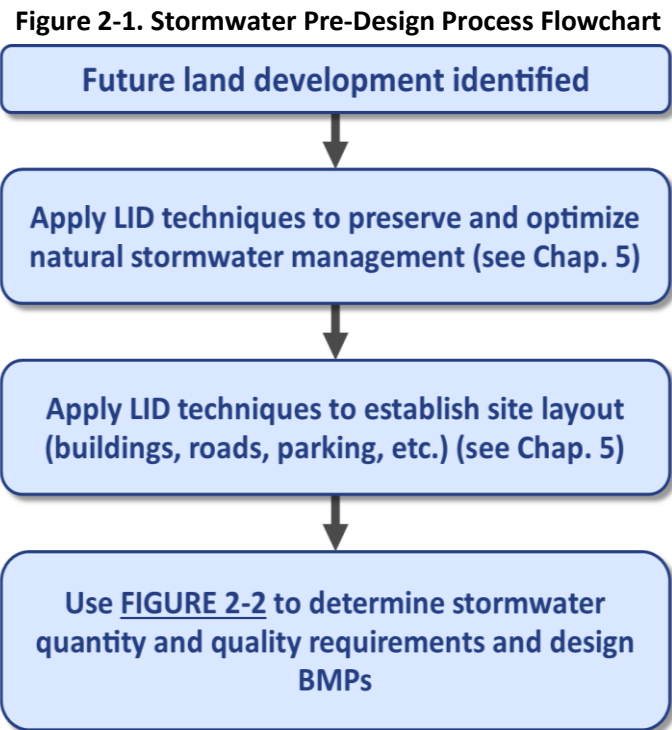 Figure 2-1. Stormwater Pre-Design Process Flowchart
Future land development identified
Apply LID techniques to preserve and optimize
natural stormwater management (see Chap. 5)
Apply LID techniques to establish site layout
(buildings, roads, parking, etc.) (see Chap. 5)
Use FIGURE 2-2 to determine stormwater
quantity and quality requirements and design
BMPs